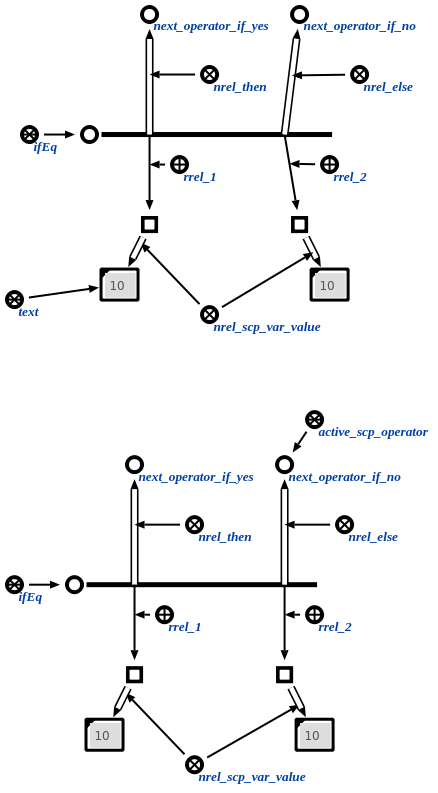 next_operator_if_yes next_operator_if_no
nrel_then nrel_else
ifEq
rrel_1 rrel_2
10 10
text
nrel_scp_var_value
active_scp_operator
next_operator_if_yes next_operator_if_no
nrel_then nrel_else
ifEq
rrel_1 rrel_2
10 10
nrel_scp_var_value